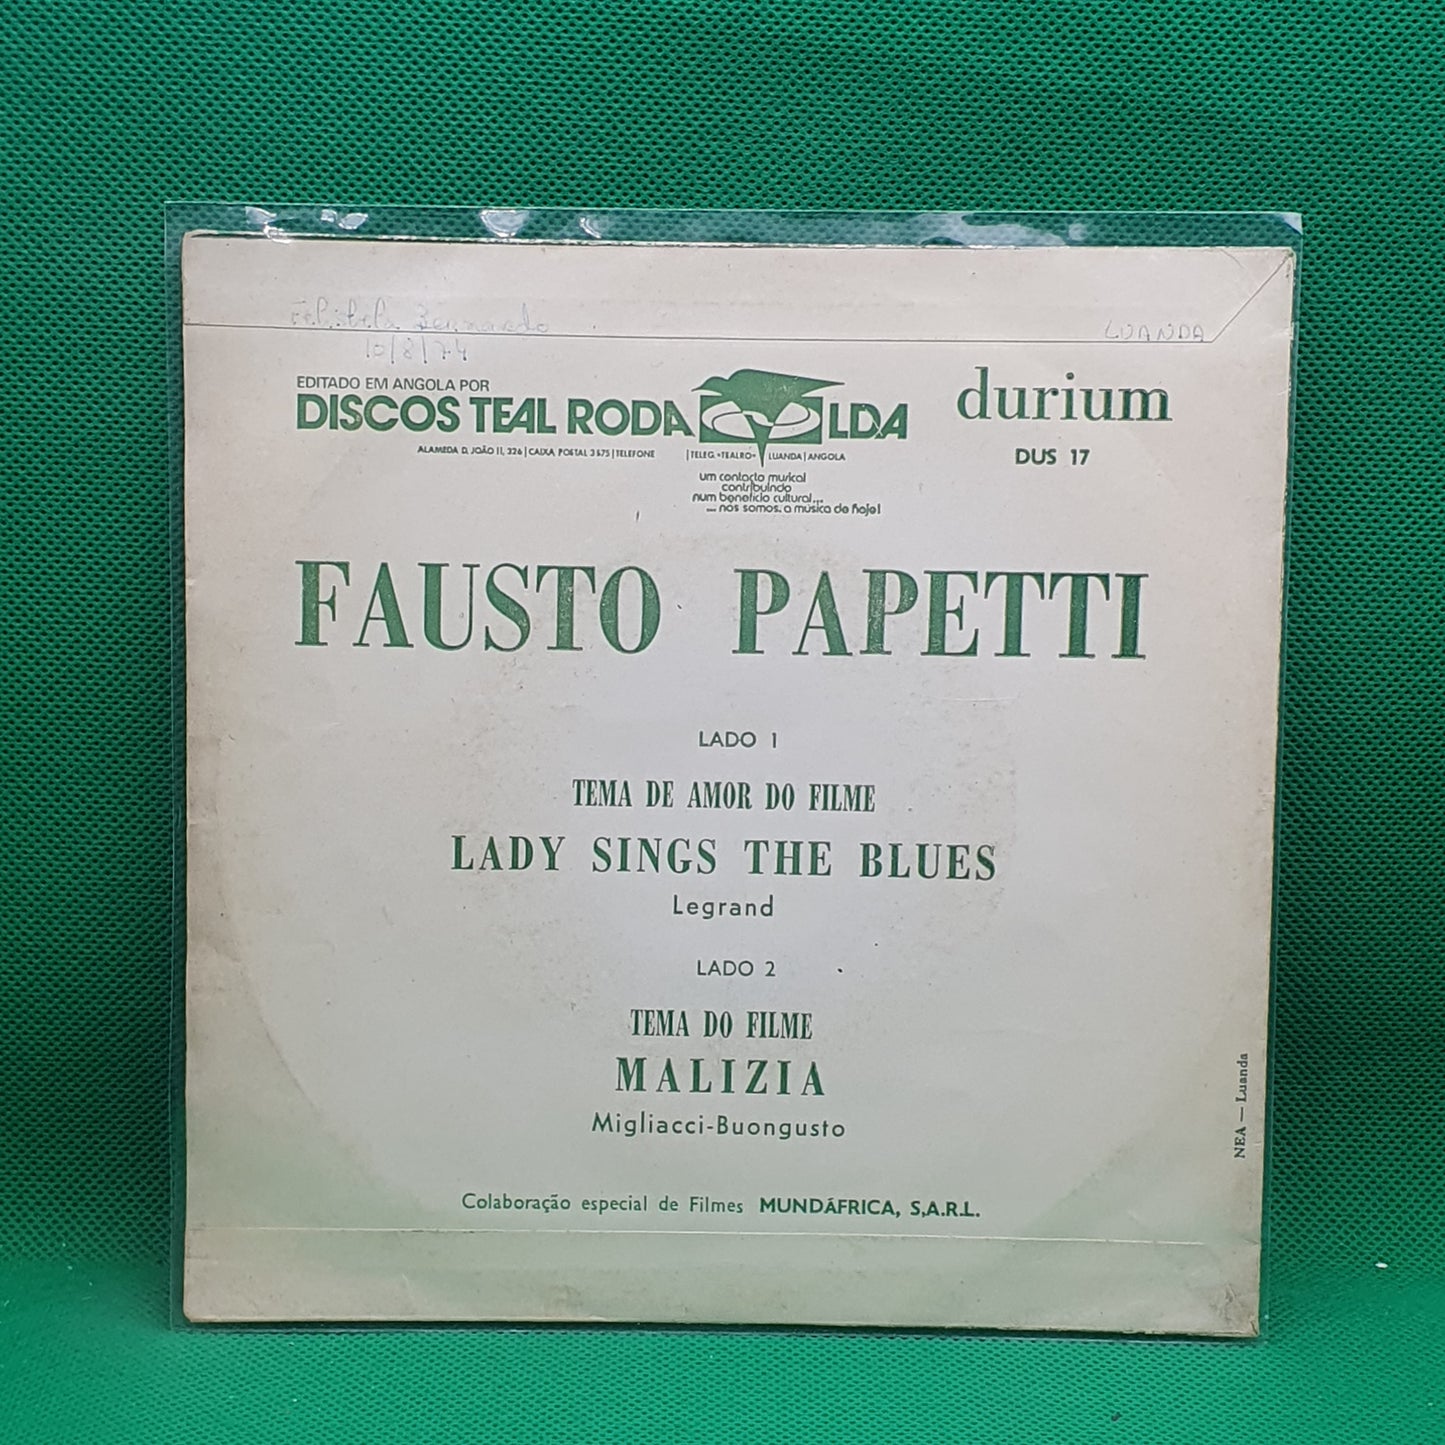 Felisbela Bernardo
LUANDA
10/8/74
EDITADO EM ANGOLA POR
DISCOS TEAL RODA LDA
ALAMEDA D. JOÃO II, 326 | CAIXA POSTAL 3575 | TELEFONE | TELEG. «TEALRO» LUANDA | ANGOLA
um contacto musical
contribuindo
num benefício cultural...
... nós somos. a música de hoje!
durium
DUS 17
FAUSTO PAPETTI
LADO 1
TEMA DE AMOR DO FILME
LADY SINGS THE BLUES
Legrand
LADO 2
TEMA DO FILME
MALIZIA
Migliacci-Buongusto
Colaboração especial de Filmes MUNDÁFRICA, S.A.R.L.
NEA — Luanda